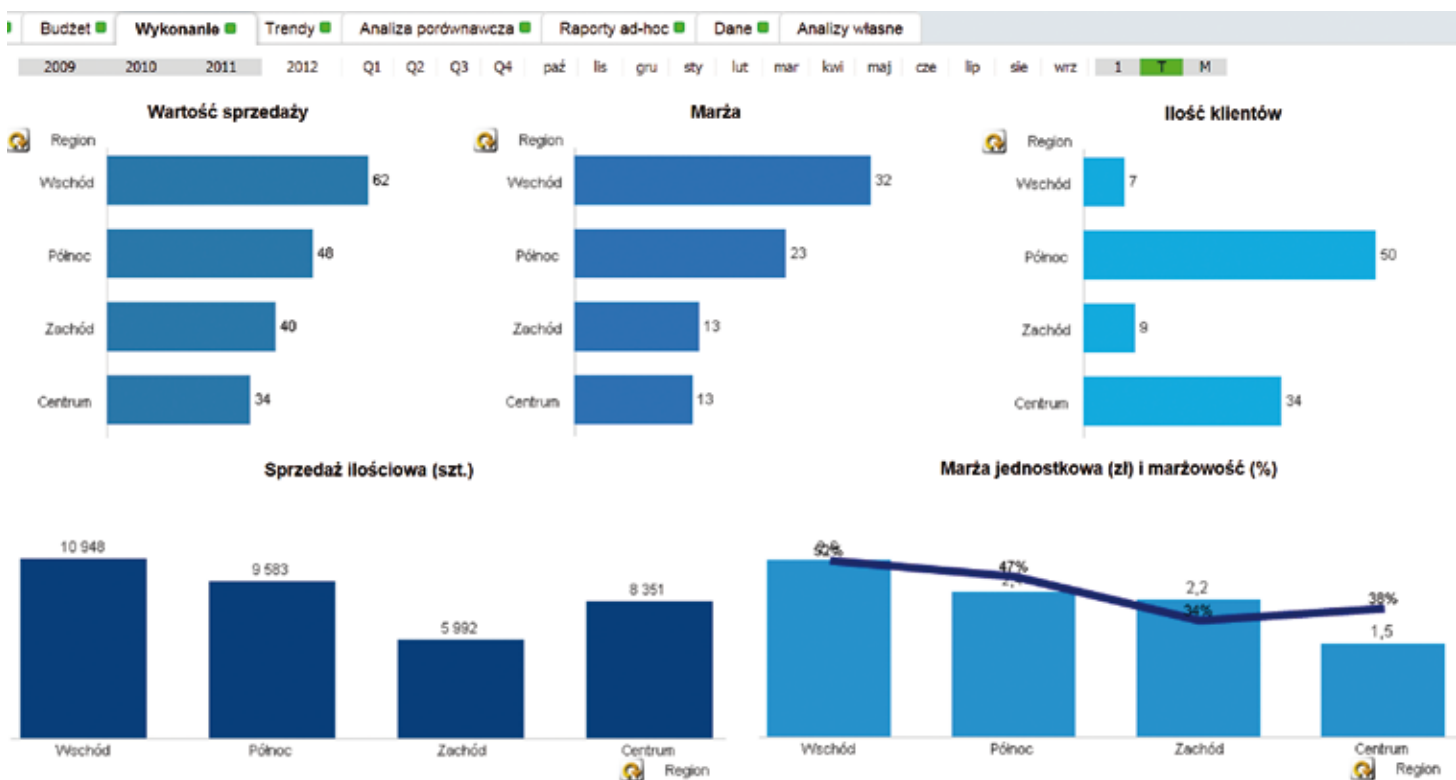 Budżet Wykonanie Trendy Analiza porównawcza Raporty ad-hoc Dane Analizy własne
2009 2010 2011 2012 Q1 Q2 Q3 Q4 paź lis gru sty lut mar kwi maj cze lip sie wrz 1 T M
Wartość sprzedaży
Region
Wschód 62
Północ 48
Zachód 40
Centrum 34
Marża
Region
Wschód 32
Północ 23
Zachód 13
Centrum 13
Ilość klientów
Region
Wschód 7
Północ 50
Zachód 9
Centrum 34
Sprzedaż ilościowa (szt.)
10 948
9 583
5 992
8 351
Wschód Północ Zachód Centrum
Region
Marża jednostkowa (zł) i marżowość (%)
47%
2,2
34%
38%
1,5
Wschód Północ Zachód Centrum
Region